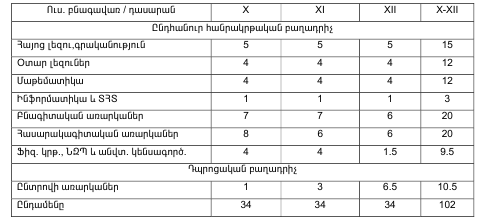 Ուս. բնագավառ / դասարան X XI XII X-XII
Ընդհանուր հանրակրթական բաղադրիչ
Հայոց լեզու,գրականություն 5 5 5 15
Օտար լեզուներ 4 4 4 12
Մաթեմատիկա 4 4 4 12
Ինֆորմատիկա և ՏՀՏ 1 1 1 3
Բնագիտական առարկաներ 7 7 6 20
Հասարակագիտական առարկաներ 8 6 6 20
Ֆիզ. կրթ., ՆԶՊ և անվտ. կենսագործ. 4 4 1.5 9.5
Դպրոցական բաղադրիչ
Ընտրովի առարկաներ 1 3 6.5 10.5
Ընդամենը 34 34 34 102